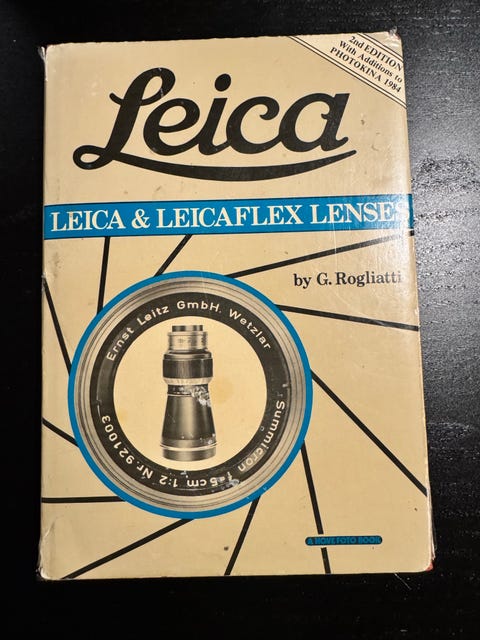 2nd EDITION
With Additions to
PHOTOKINA 1984
Leica
LEICA & LEICAFLEX LENSES
by G. Rogliatti
Ernst Leitz GmbH. Wetzlar
Summicron f=5cm 1:2 Nr. 921003
A HOVE FOTO BOOK